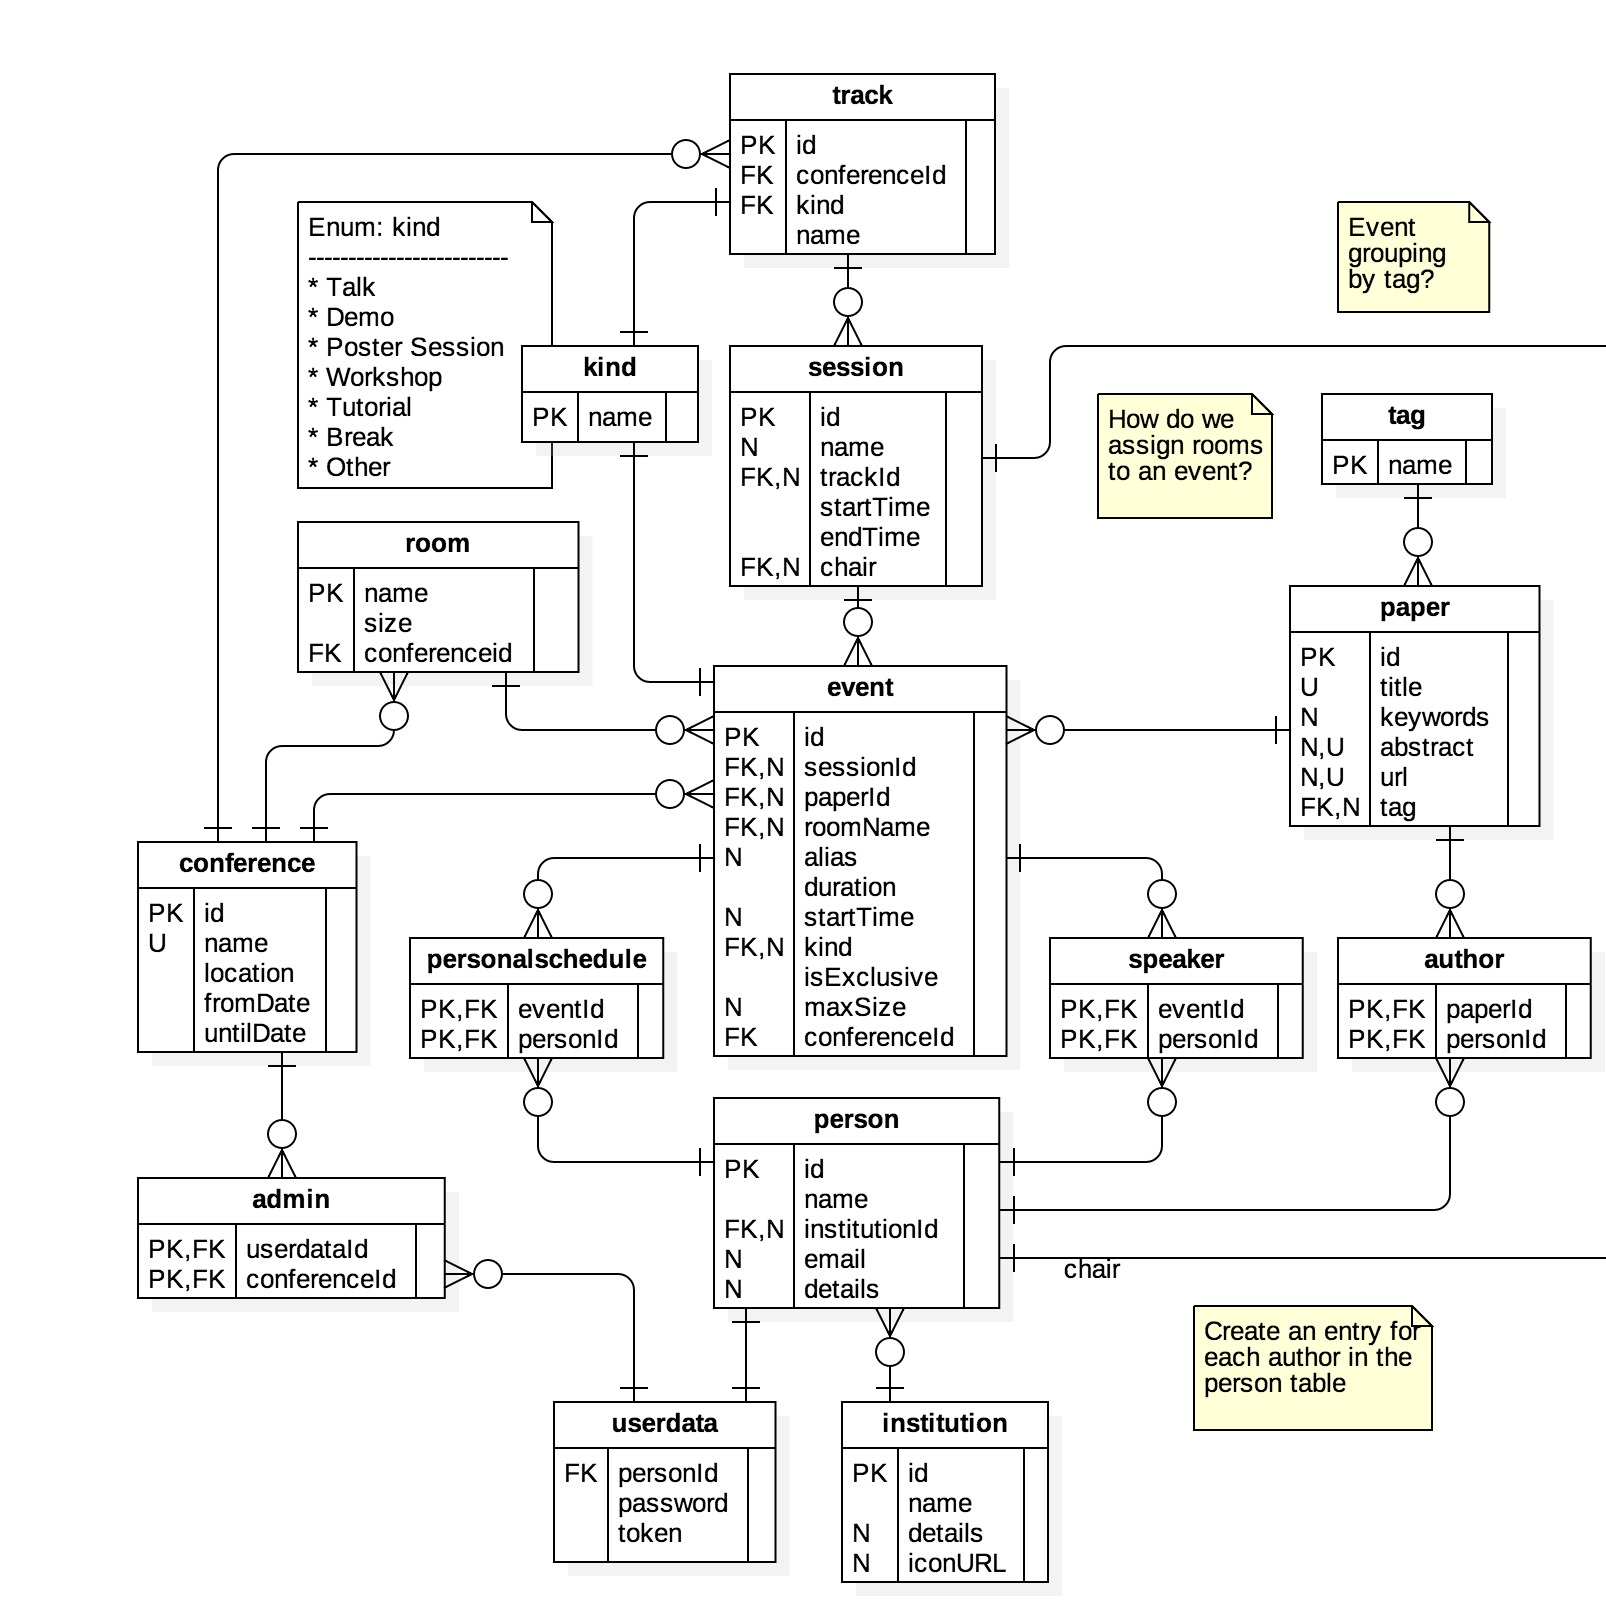 track
PK id
FK conferenceId
FK kind
name
Enum: kind
-------------------------
* Talk
* Demo
* Poster Session
* Workshop
* Tutorial
* Break
* Other
kind
PK name
session
PK id
N name
FK,N trackId
startTime
endTime
FK,N chair
Event
grouping
by tag?
How do we
assign rooms
to an event?
tag
PK name
room
PK name
size
FK conferenceid
event
PK id
FK,N sessionId
FK,N paperId
FK,N roomName
N alias
duration
N startTime
FK,N kind
isExclusive
N maxSize
FK conferenceId
paper
PK id
U title
N keywords
N,U abstract
N,U url
FK,N tag
conference
PK id
U name
location
fromDate
untilDate
personalschedule
PK,FK eventId
PK,FK personId
speaker
PK,FK eventId
PK,FK personId
author
PK,FK paperId
PK,FK personId
person
PK id
name
FK,N institutionId
N email
N details
chair
admin
PK,FK userdataId
PK,FK conferenceId
Create an entry for
each author in the
person table
userdata
FK personId
password
token
institution
PK id
name
N details
N iconURL